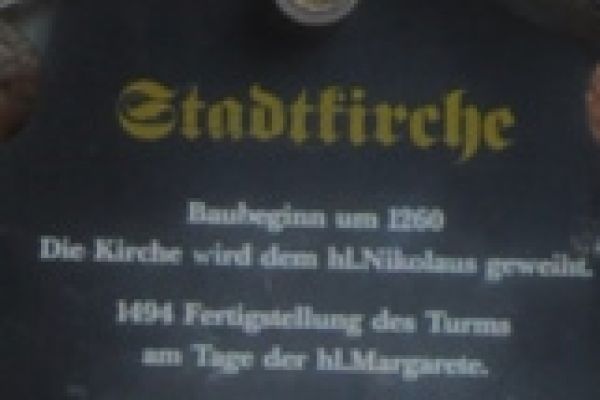 Stadtkirche
Baubeginn um 1260
Die Kirche wird dem hl.Nikolaus geweiht.
1494 Fertigstellung des Turms
am Tage der hl.Margarete.